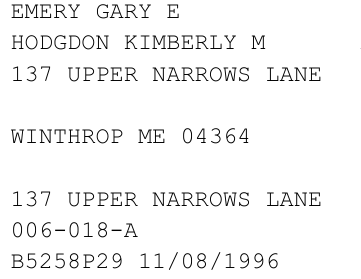 EMERY GARY E
HODGDON KIMBERLY M
137 UPPER NARROWS LANE
WINTHROP ME 04364
137 UPPER NARROWS LANE
006-018-A
B5258P29 11/08/1996